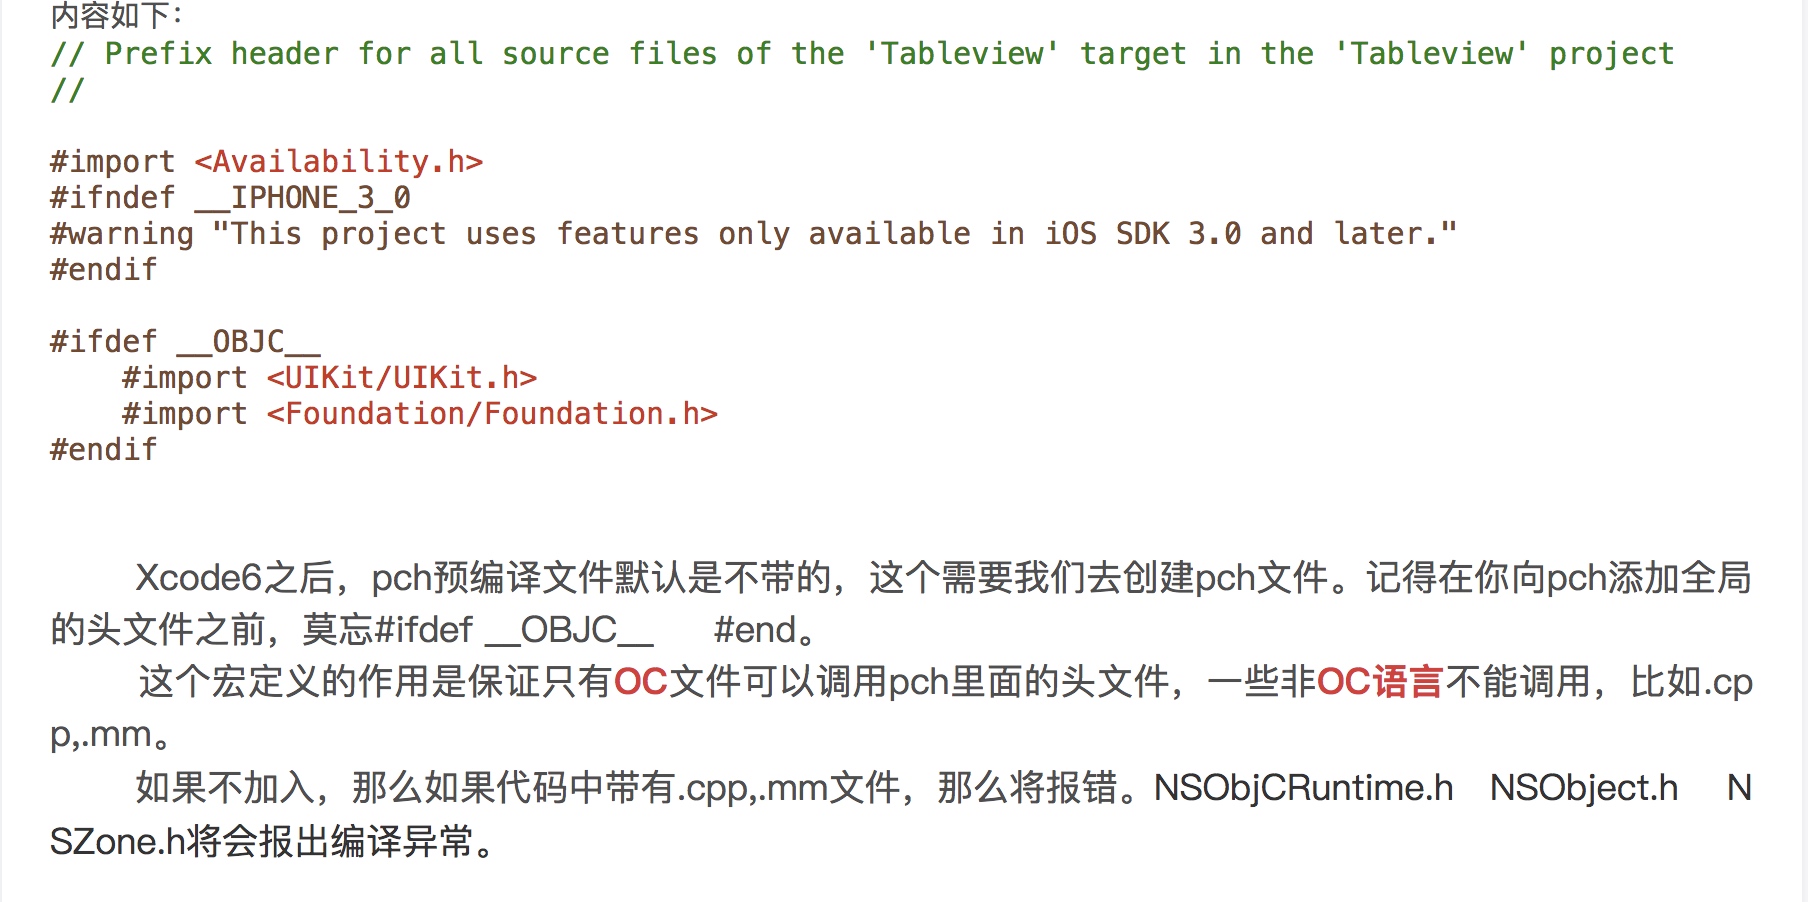 内容如下：
// Prefix header for all source files of the 'Tableview' target in the 'Tableview' project
//
#import <Availability.h>
#ifndef __IPHONE_3_0
#warning "This project uses features only available in iOS SDK 3.0 and later."
#endif
#ifdef __OBJC__
    #import <UIKit/UIKit.h>
    #import <Foundation/Foundation.h>
#endif
Xcode6之后，pch预编译文件默认是不带的，这个需要我们去创建pch文件。记得在你向pch添加全局
的头文件之前，莫忘#ifdef __OBJC__     #end。
这个宏定义的作用是保证只有OC文件可以调用pch里面的头文件，一些非OC语言不能调用，比如.cp
p,.mm。
如果不加入，那么如果代码中带有.cpp,.mm文件，那么将报错。NSObjCRuntime.h    NSObject.h     N
SZone.h将会报出编译异常。